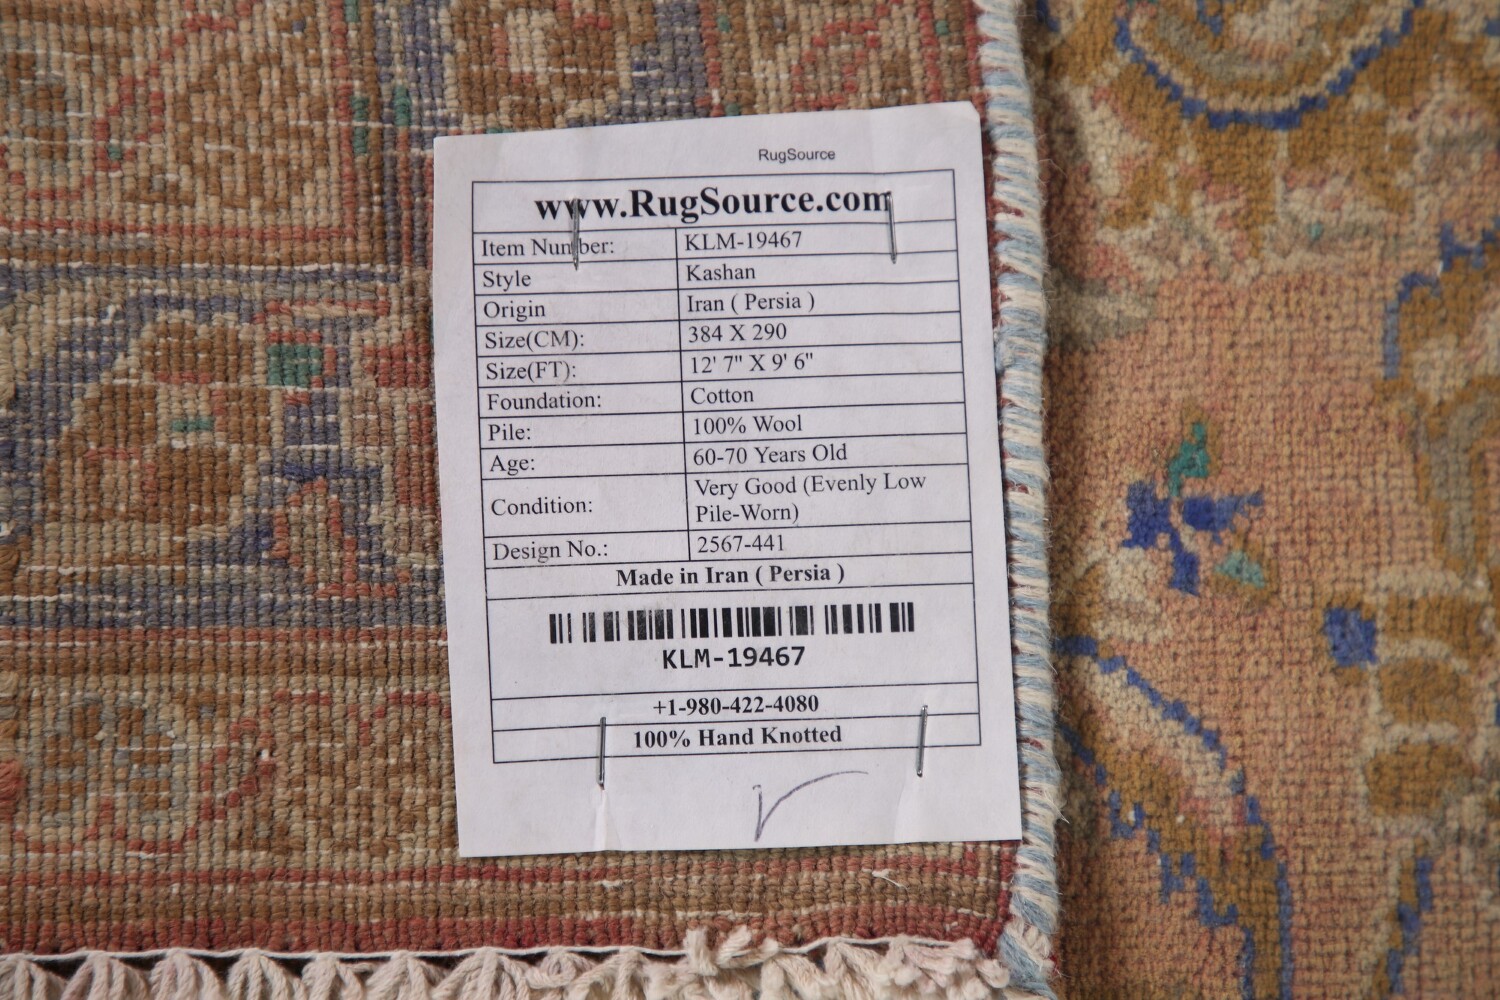 RugSource
www.RugSource.com
Item Number: KLM-19467
Style Kashan
Origin Iran ( Persia )
Size(CM): 384 X 290
Size(FT): 12' 7" X 9' 6"
Foundation: Cotton
Pile: 100% Wool
Age: 60-70 Years Old
Condition: Very Good (Evenly Low
Pile-Worn)
Design No.: 2567-441
Made in Iran ( Persia )
KLM-19467
+1-980-422-4080
100% Hand Knotted